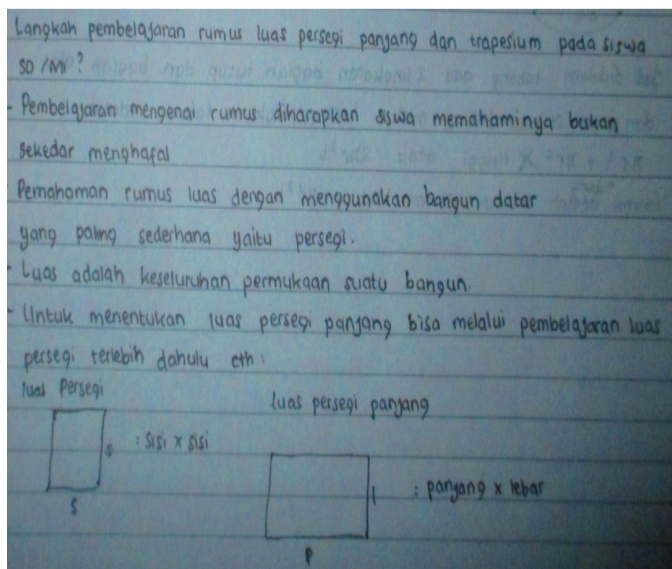 Langkah pembelajaran rumus luas persegi panjang dan trapesium pada siswa
SD / MI ?
- Pembelajaran mengenai rumus diharapkan siswa memahaminya bukan
sekedar menghafal
Pemahaman rumus luas dengan menggunakan bangun datar
yang paling sederhana yaitu persegi.
- Luas adalah keseluruhan permukaan suatu bangun.
- Untuk menentukan luas persegi panjang bisa melalui pembelajaran luas
persegi terlebih dahulu cth :
luas Persegi
luas persegi panjang
s : sisi x sisi
s
l : panjang x lebar
p